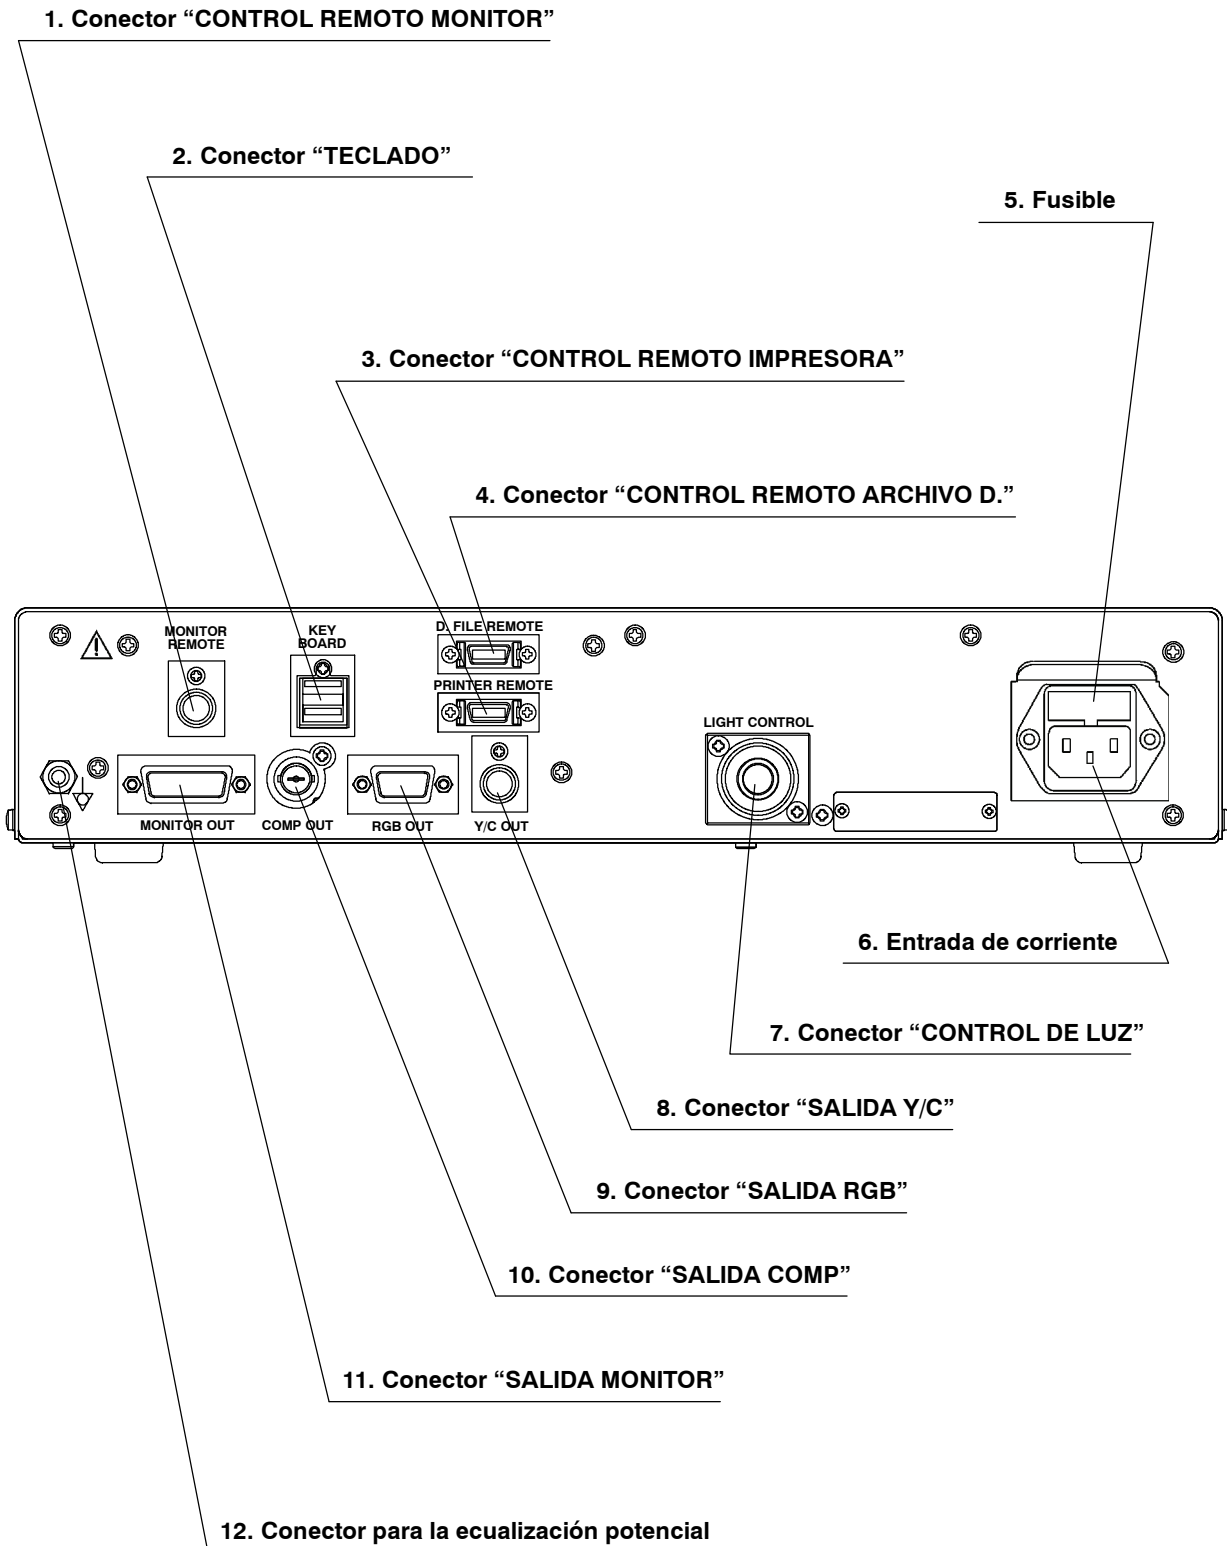 1. Conector “CONTROL REMOTO MONITOR”
2. Conector “TECLADO”
5. Fusible
3. Conector “CONTROL REMOTO IMPRESORA”
4. Conector “CONTROL REMOTO ARCHIVO D.”
MONITOR
REMOTE
KEY
BOARD
D. FILE REMOTE
PRINTER REMOTE
LIGHT CONTROL
MONITOR OUT
COMP OUT
RGB OUT
Y/C OUT
6. Entrada de corriente
7. Conector “CONTROL DE LUZ”
8. Conector “SALIDA Y/C”
9. Conector “SALIDA RGB”
10. Conector “SALIDA COMP”
11. Conector “SALIDA MONITOR”
12. Conector para la ecualización potencial